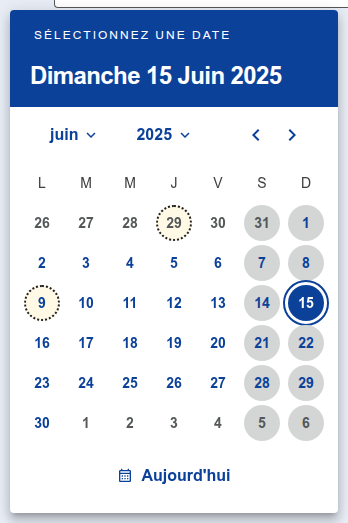 SÉLECTIONNEZ UNE DATE
Dimanche 15 Juin 2025
juin 2025
L M M J V S D
26 27 28 29 30 31 1
2 3 4 5 6 7 8
9 10 11 12 13 14 15
16 17 18 19 20 21 22
23 24 25 26 27 28 29
30 1 2 3 4 5 6
Aujourd'hui